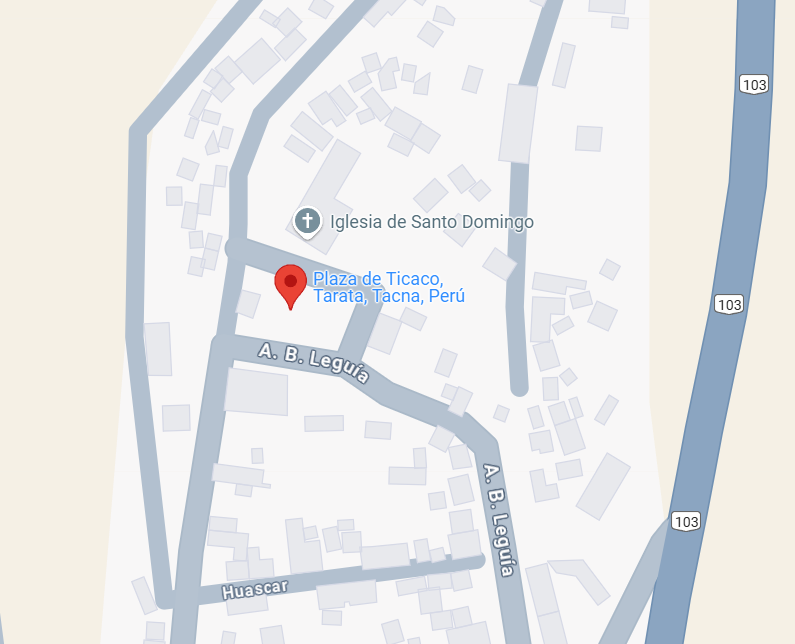 103
Iglesia de Santo Domingo
Plaza de Ticaco,
Tarata, Tacna, Perú
103
A. B. Leguía
A. B. Leguía
103
Huascar